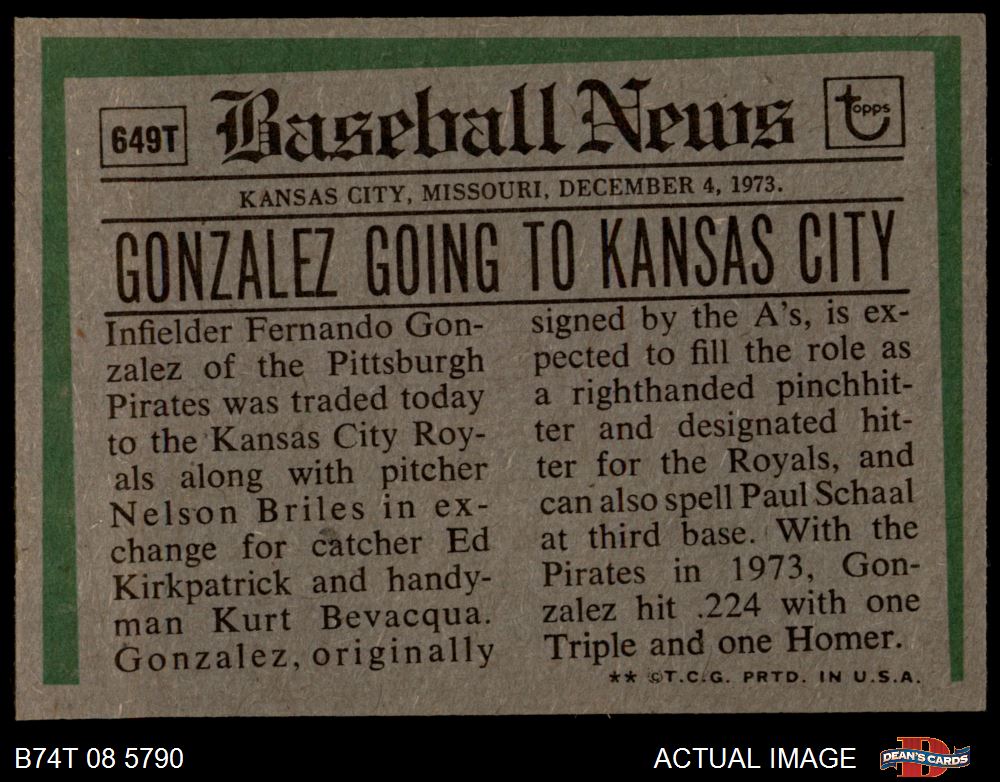 649T
Baseball News
topps
KANSAS CITY, MISSOURI, DECEMBER 4, 1973.
GONZALEZ GOING TO KANSAS CITY
Infielder Fernando Gon-
zalez of the Pittsburgh
Pirates was traded today
to the Kansas City Roy-
als along with pitcher
Nelson Briles in ex-
change for catcher Ed
Kirkpatrick and handy-
man Kurt Bevacqua.
Gonzalez, originally
signed by the A's, is ex-
pected to fill the role as
a righthanded pinchhit-
ter and designated hit-
ter for the Royals, and
can also spell Paul Schaal
at third base. With the
Pirates in 1973, Gon-
zalez hit .224 with one
Triple and one Homer.
** ©T.C.G. PRTD. IN U.S.A.
B74T 08 5790
ACTUAL IMAGE
DEAN'S CARDS